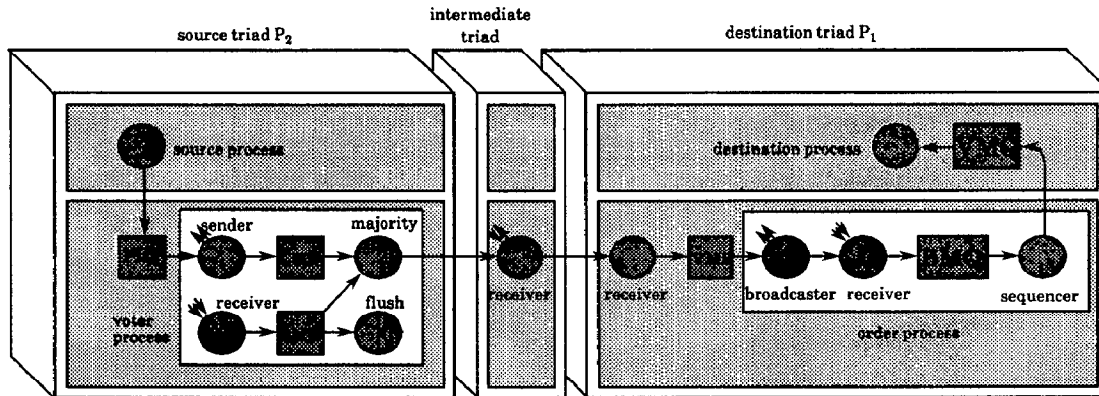 source triad P₂
intermediate
triad
destination triad P₁
source process
destination process
VMQ
sender
majority
receiver
flush
voter
process
receiver
receiver
broadcaster
receiver
sequencer
order process